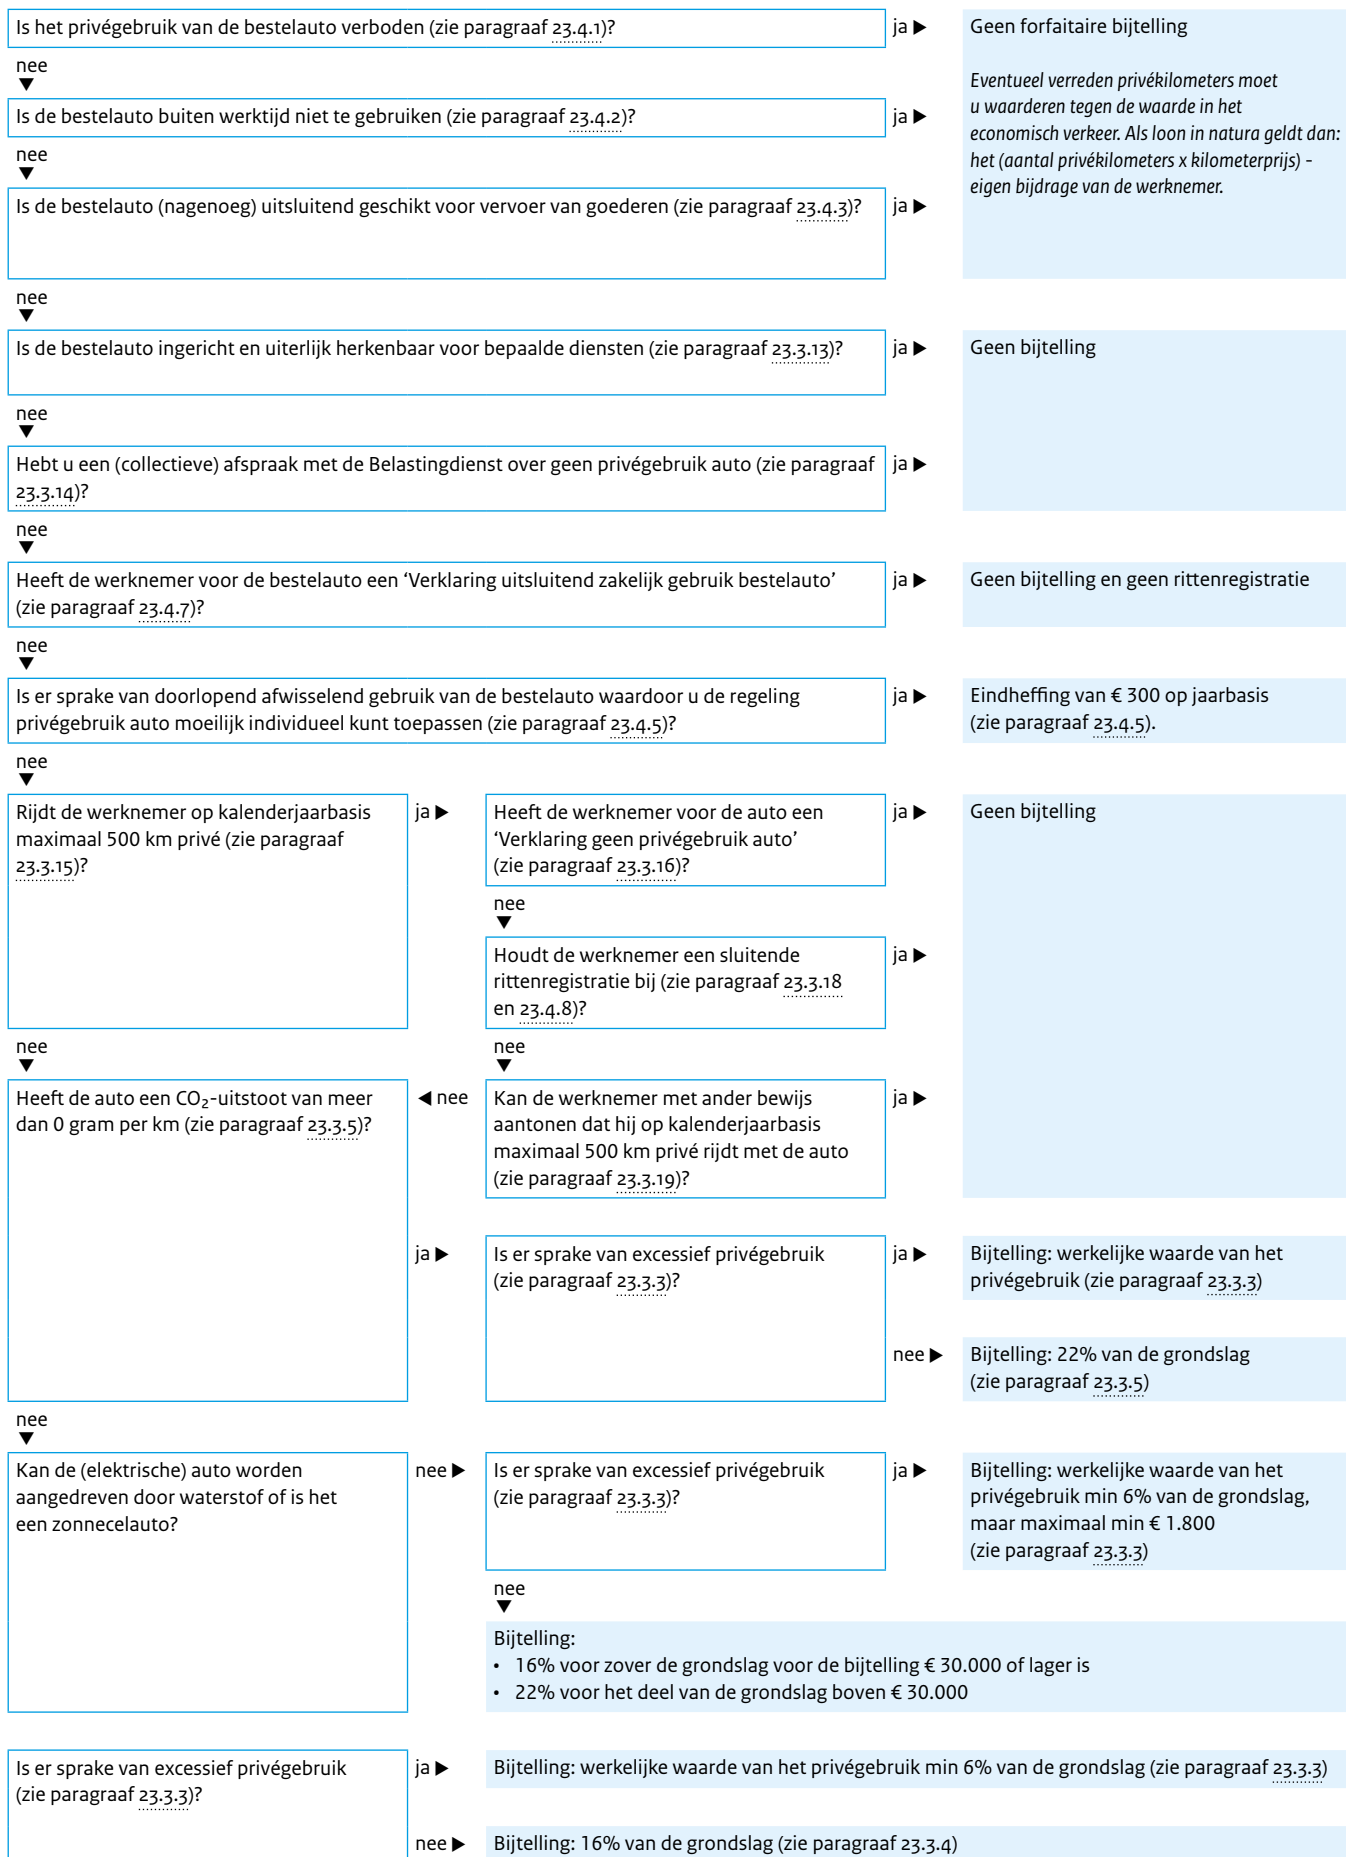 Is het privégebruik van de bestelauto verboden (zie paragraaf 23.4.1)?
ja ▶
Geen forfaitaire bijtelling
Eventueel verreden privékilometers moet
u waarderen tegen de waarde in het
economisch verkeer. Als loon in natura geldt dan:
het (aantal privékilometers x kilometerprijs) -
eigen bijdrage van de werknemer.
nee
▼
Is de bestelauto buiten werktijd niet te gebruiken (zie paragraaf 23.4.2)?
ja ▶
nee
▼
Is de bestelauto (nagenoeg) uitsluitend geschikt voor vervoer van goederen (zie paragraaf 23.4.3)?
ja ▶
nee
▼
Is de bestelauto ingericht en uiterlijk herkenbaar voor bepaalde diensten (zie paragraaf 23.3.13)?
ja ▶
Geen bijtelling
nee
▼
Hebt u een (collectieve) afspraak met de Belastingdienst over geen privégebruik auto (zie paragraaf
23.3.14)?
ja ▶
nee
▼
Heeft de werknemer voor de bestelauto een ‘Verklaring uitsluitend zakelijk gebruik bestelauto’
(zie paragraaf 23.4.7)?
ja ▶
Geen bijtelling en geen rittenregistratie
nee
▼
Is er sprake van doorlopend afwisselend gebruik van de bestelauto waardoor u de regeling
privégebruik auto moeilijk individueel kunt toepassen (zie paragraaf 23.4.5)?
ja ▶
Eindheffing van € 300 op jaarbasis
(zie paragraaf 23.4.5).
nee
▼
Rijdt de werknemer op kalenderjaarbasis
maximaal 500 km privé (zie paragraaf
23.3.15)?
ja ▶
Heeft de werknemer voor de auto een
‘Verklaring geen privégebruik auto’
(zie paragraaf 23.3.16)?
ja ▶
Geen bijtelling
nee
▼
Houdt de werknemer een sluitende
rittenregistratie bij (zie paragraaf 23.3.18
en 23.4.8)?
ja ▶
nee
▼
nee
▼
Heeft de auto een CO₂-uitstoot van meer
dan 0 gram per km (zie paragraaf 23.3.5)?
◀ nee
Kan de werknemer met ander bewijs
aantonen dat hij op kalenderjaarbasis
maximaal 500 km privé rijdt met de auto
(zie paragraaf 23.3.19)?
ja ▶
ja ▶
Is er sprake van excessief privégebruik
(zie paragraaf 23.3.3)?
ja ▶
Bijtelling: werkelijke waarde van het
privégebruik (zie paragraaf 23.3.3)
nee ▶
Bijtelling: 22% van de grondslag
(zie paragraaf 23.3.5)
nee
▼
Kan de (elektrische) auto worden
aangedreven door waterstof of is het
een zonnecelauto?
nee ▶
Is er sprake van excessief privégebruik
(zie paragraaf 23.3.3)?
ja ▶
Bijtelling: werkelijke waarde van het
privégebruik min 6% van de grondslag,
maar maximaal min € 1.800
(zie paragraaf 23.3.3)
nee
▼
Bijtelling:
• 16% voor zover de grondslag voor de bijtelling € 30.000 of lager is
• 22% voor het deel van de grondslag boven € 30.000
Is er sprake van excessief privégebruik
(zie paragraaf 23.3.3)?
ja ▶
Bijtelling: werkelijke waarde van het privégebruik min 6% van de grondslag (zie paragraaf 23.3.3)
nee ▶
Bijtelling: 16% van de grondslag (zie paragraaf 23.3.4)